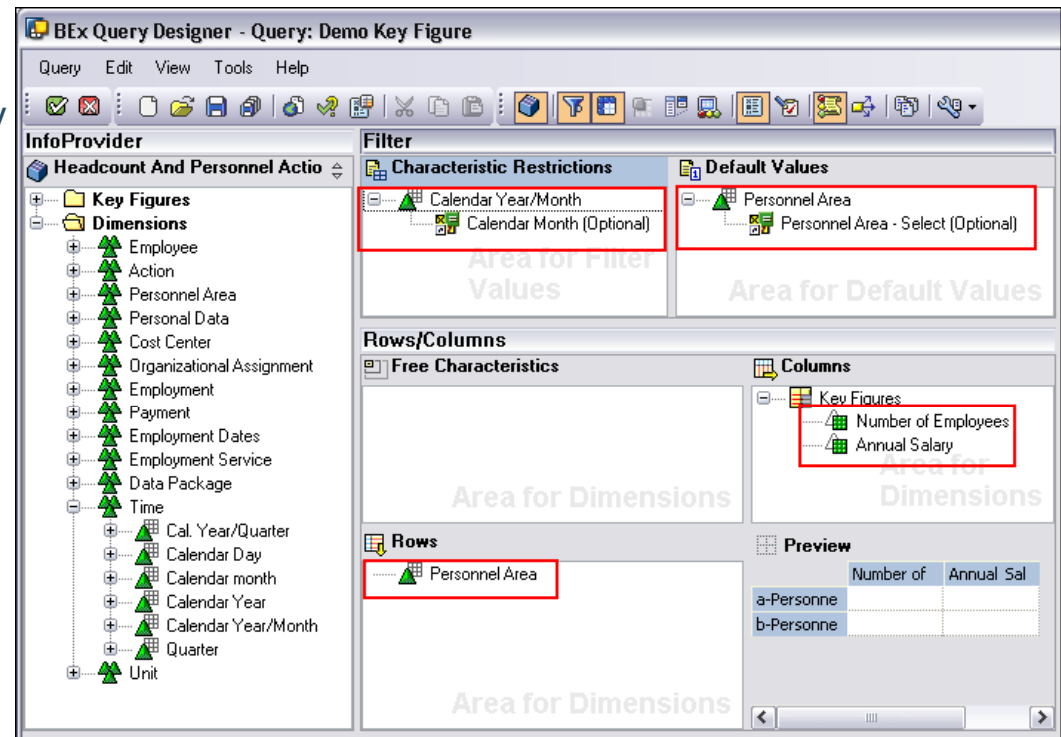 BEx Query Designer - Query: Demo Key Figure
Query Edit View Tools Help
y
InfoProvider
Headcount And Personnel Actio
Key Figures
Dimensions
Employee
Action
Personnel Area
Personal Data
Cost Center
Organizational Assignment
Employment
Payment
Employment Dates
Employment Service
Data Package
Time
Cal. Year/Quarter
Calendar Day
Calendar month
Calendar Year
Calendar Year/Month
Quarter
Unit
Filter
Characteristic Restrictions
Calendar Year/Month
Calendar Month (Optional)
Area for Filter
Values
Default Values
Personnel Area
Personnel Area - Select (Optional)
Area for Default Values
Rows/Columns
Free Characteristics
Area for Dimensions
Columns
Key Figures
Number of Employees
Annual Salary
Area for
Dimensions
Rows
Personnel Area
Area for Dimensions
Preview
Number of Annual Sal
a-Personne
b-Personne